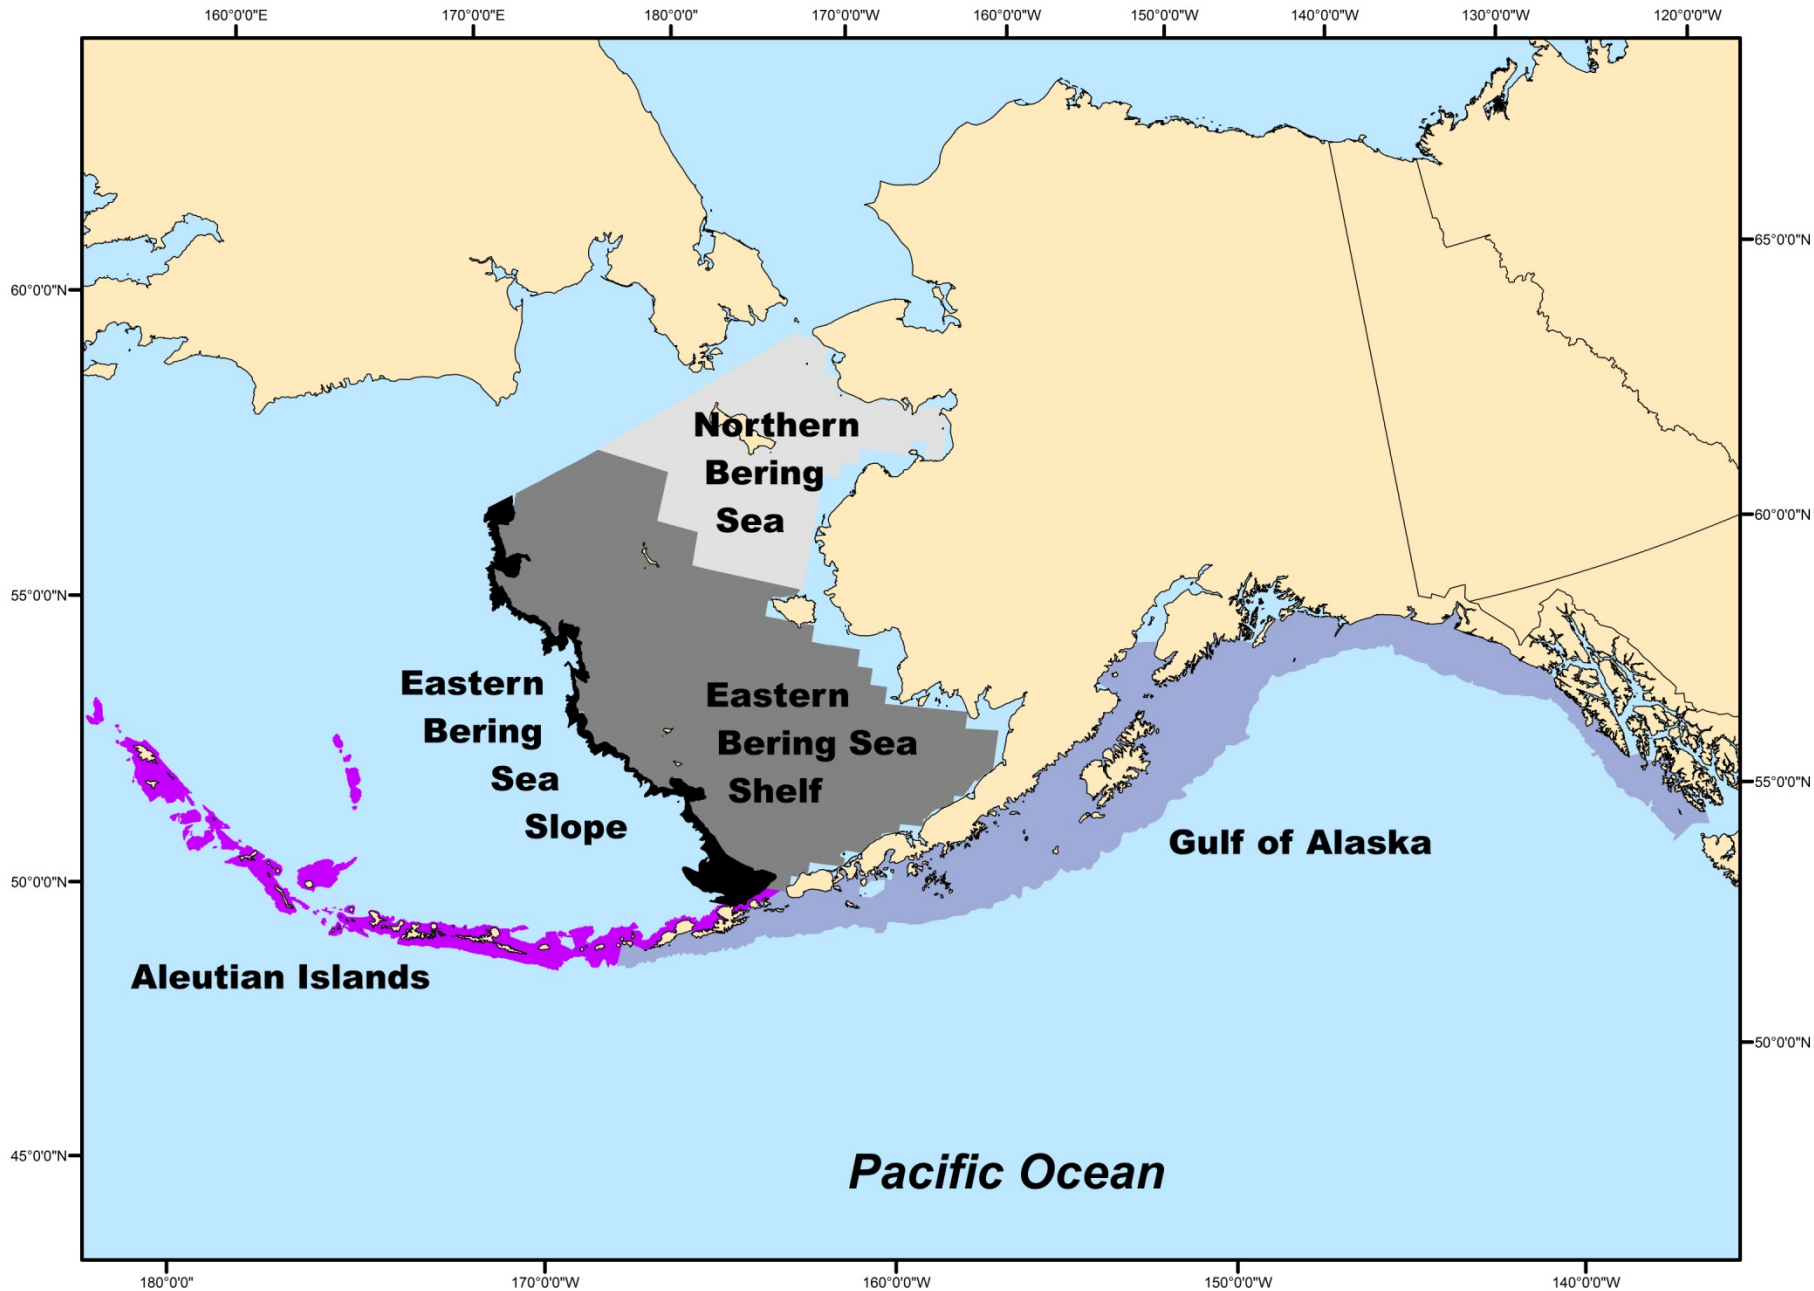 160°0'0"E 170°0'0"E 180°0'0" 170°0'0"W 160°0'0"W 150°0'0"W 140°0'0"W 130°0'0"W 120°0'0"W
65°0'0"N
60°0'0"N
Northern
Bering
Sea
60°0'0"N
55°0'0"N
Eastern
Bering
Sea
Slope
Eastern
Bering Sea
Shelf
55°0'0"N
Gulf of Alaska
50°0'0"N
Aleutian Islands
50°0'0"N
45°0'0"N
Pacific Ocean
180°0'0" 170°0'0"W 160°0'0"W 150°0'0"W 140°0'0"W